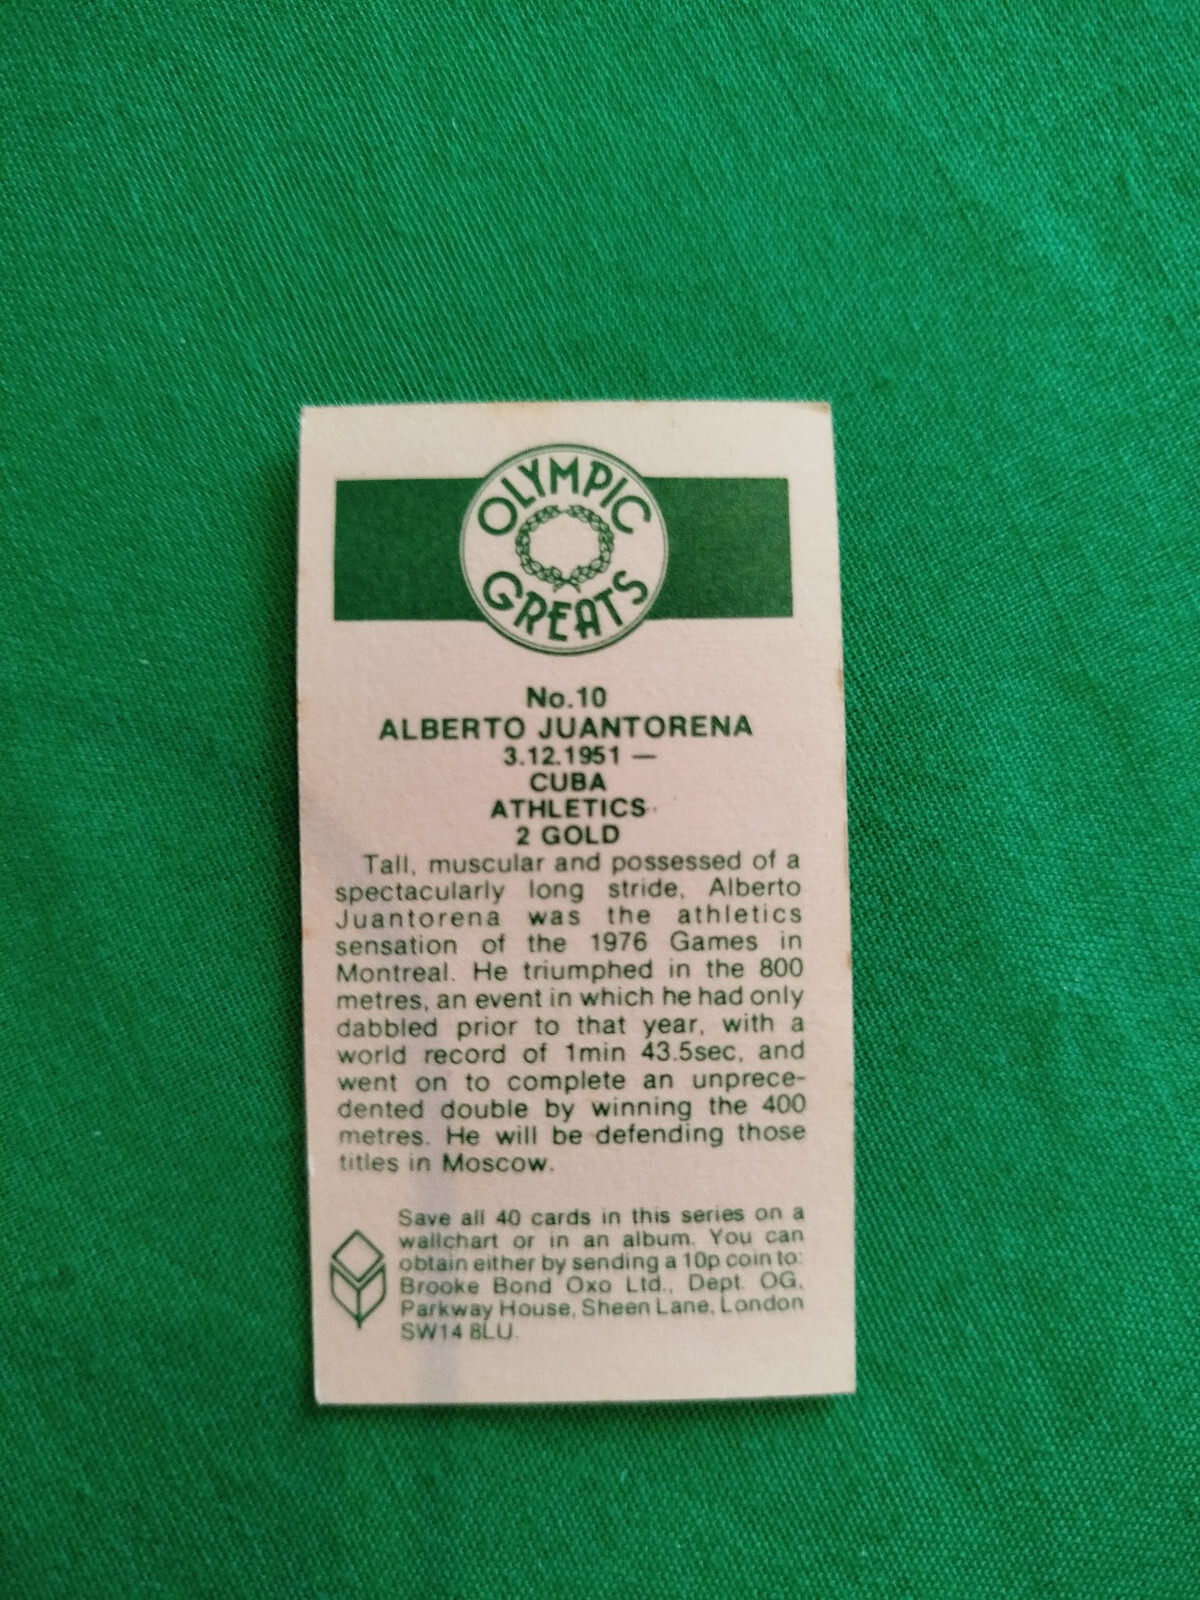 OLYMPIC
GREATS
No.10
ALBERTO JUANTORENA
3.12.1951 —
CUBA
ATHLETICS
2 GOLD
Tall, muscular and possessed of a
spectacularly long stride, Alberto
Juantorena was the athletics
sensation of the 1976 Games in
Montreal. He triumphed in the 800
metres, an event in which he had only
dabbled prior to that year, with a
world record of 1min 43.5sec, and
went on to complete an unprece-
dented double by winning the 400
metres. He will be defending those
titles in Moscow.
Save all 40 cards in this series on a
wallchart or in an album. You can
obtain either by sending a 10p coin to:
Brooke Bond Oxo Ltd., Dept. OG,
Parkway House, Sheen Lane, London
SW14 8LU.